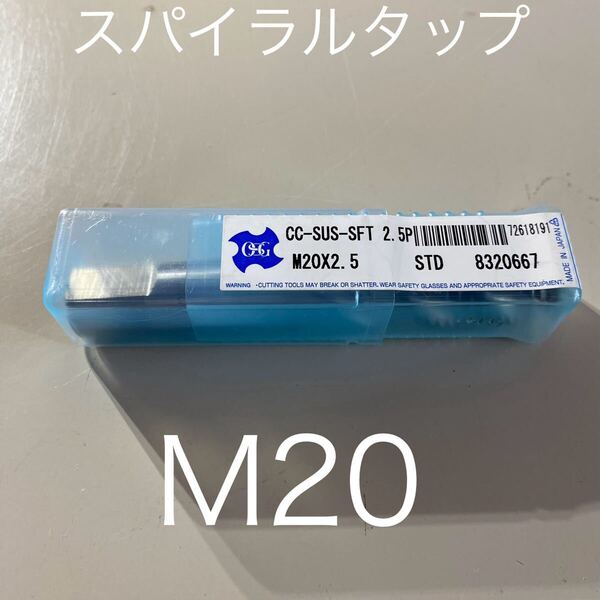 スパイラルタップ
OSG
CC-SUS-SFT 2.5P 72618191
M20X2.5 STD 8320667
WARNING ・CUTTING TOOLS MAY BREAK OR SHATTER. WEAR SAFETY GLASSES AND APPROPRIATE SAFETY EQUIPMENT.
MADE IN JAPAN
M20